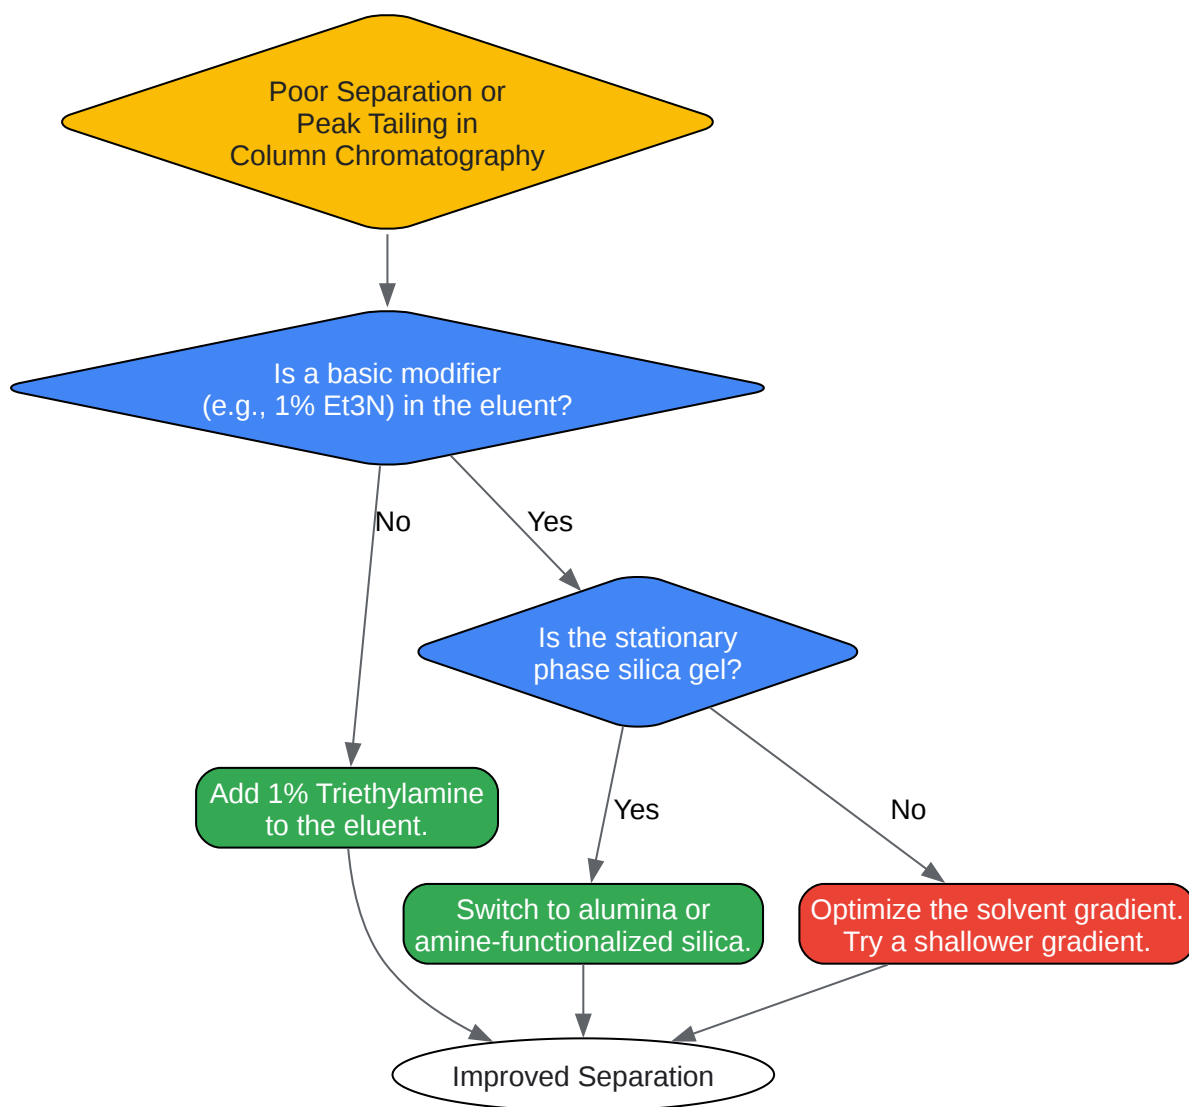 Poor Separation or
Peak Tailing in
Column Chromatography
Is a basic modifier
(e.g., 1% Et3N) in the eluent?
No
Yes
Is the stationary
phase silica gel?
Add 1% Triethylamine
to the eluent.
Yes
No
Switch to alumina or
amine-functionalized silica.
Optimize the solvent gradient.
Try a shallower gradient.
Improved Separation